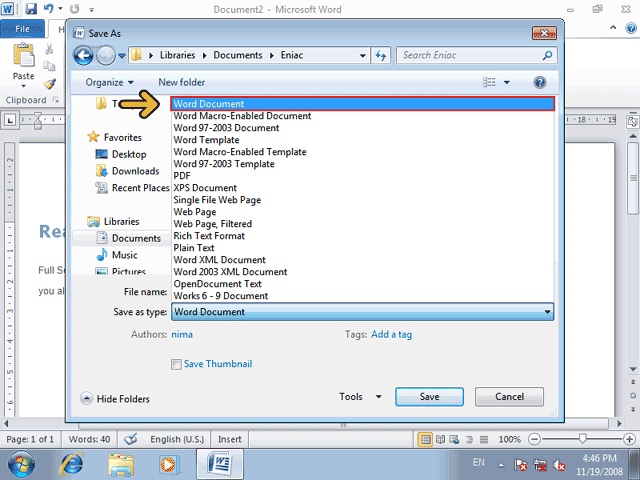 Document2 - Microsoft Word
File
Paste
Clipboard
Save As
Libraries
Documents
Eniac
Search Eniac
Organize
New folder
Favorites
Desktop
Downloads
Recent Places
Libraries
Documents
Music
Pictures
Word Document
Word Macro-Enabled Document
Word 97-2003 Document
Word Template
Word Macro-Enabled Template
Word 97-2003 Template
PDF
XPS Document
Single File Web Page
Web Page
Web Page, Filtered
Rich Text Format
Plain Text
Word XML Document
Word 2003 XML Document
OpenDocument Text
Works 6 - 9 Document
File name:
Save as type: Word Document
Authors: nima
Tags: Add a tag
Save Thumbnail
Hide Folders
Tools
Save
Cancel
18
19
2
Rea
Full S
you al
Page: 1 of 1
Words: 40
English (U.S.)
Insert
100%
EN
4:46 PM
11/19/2008